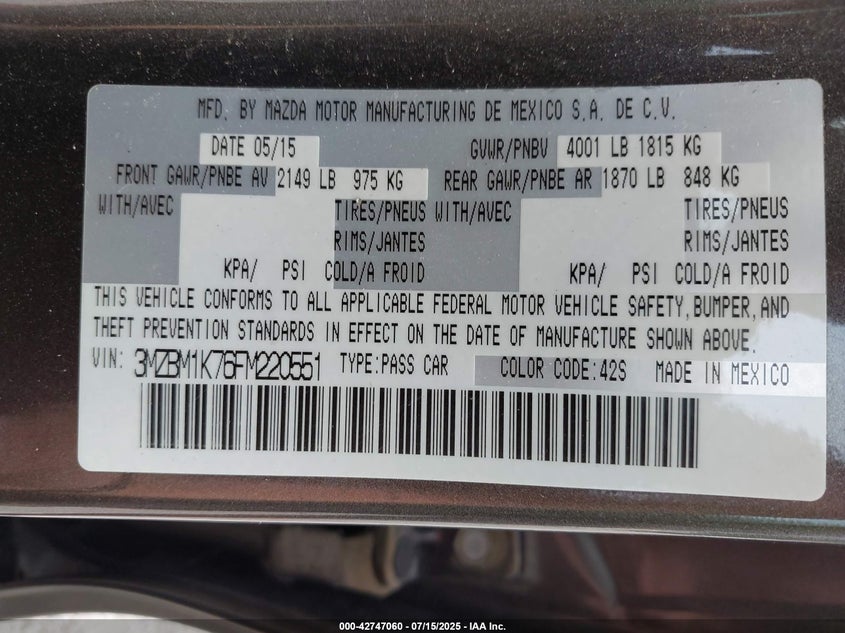 MFD. BY MAZDA MOTOR MANUFACTURING DE MEXICO S.A. DE C.V.
DATE 05/15 GVWR/PNBV 4001 LB 1815 KG
FRONT GAWR/PNBE AV 2149 LB 975 KG REAR GAWR/PNBE AR 1870 LB 848 KG
WITH/AVEC TIRES/PNEUS WITH/AVEC TIRES/PNEUS
RIMS/JANTES RIMS/JANTES
KPA/ PSI COLD/A FROID KPA/ PSI COLD/A FROID
THIS VEHICLE CONFORMS TO ALL APPLICABLE FEDERAL MOTOR VEHICLE SAFETY, BUMPER, AND
THEFT PREVENTION STANDARDS IN EFFECT ON THE DATE OF MANUFACTURE SHOWN ABOVE.
VIN: 3MZBM1K76FM220551 TYPE:PASS CAR COLOR CODE:42S MADE IN MEXICO
000-42747060 - 07/15/2025 - IAA Inc.